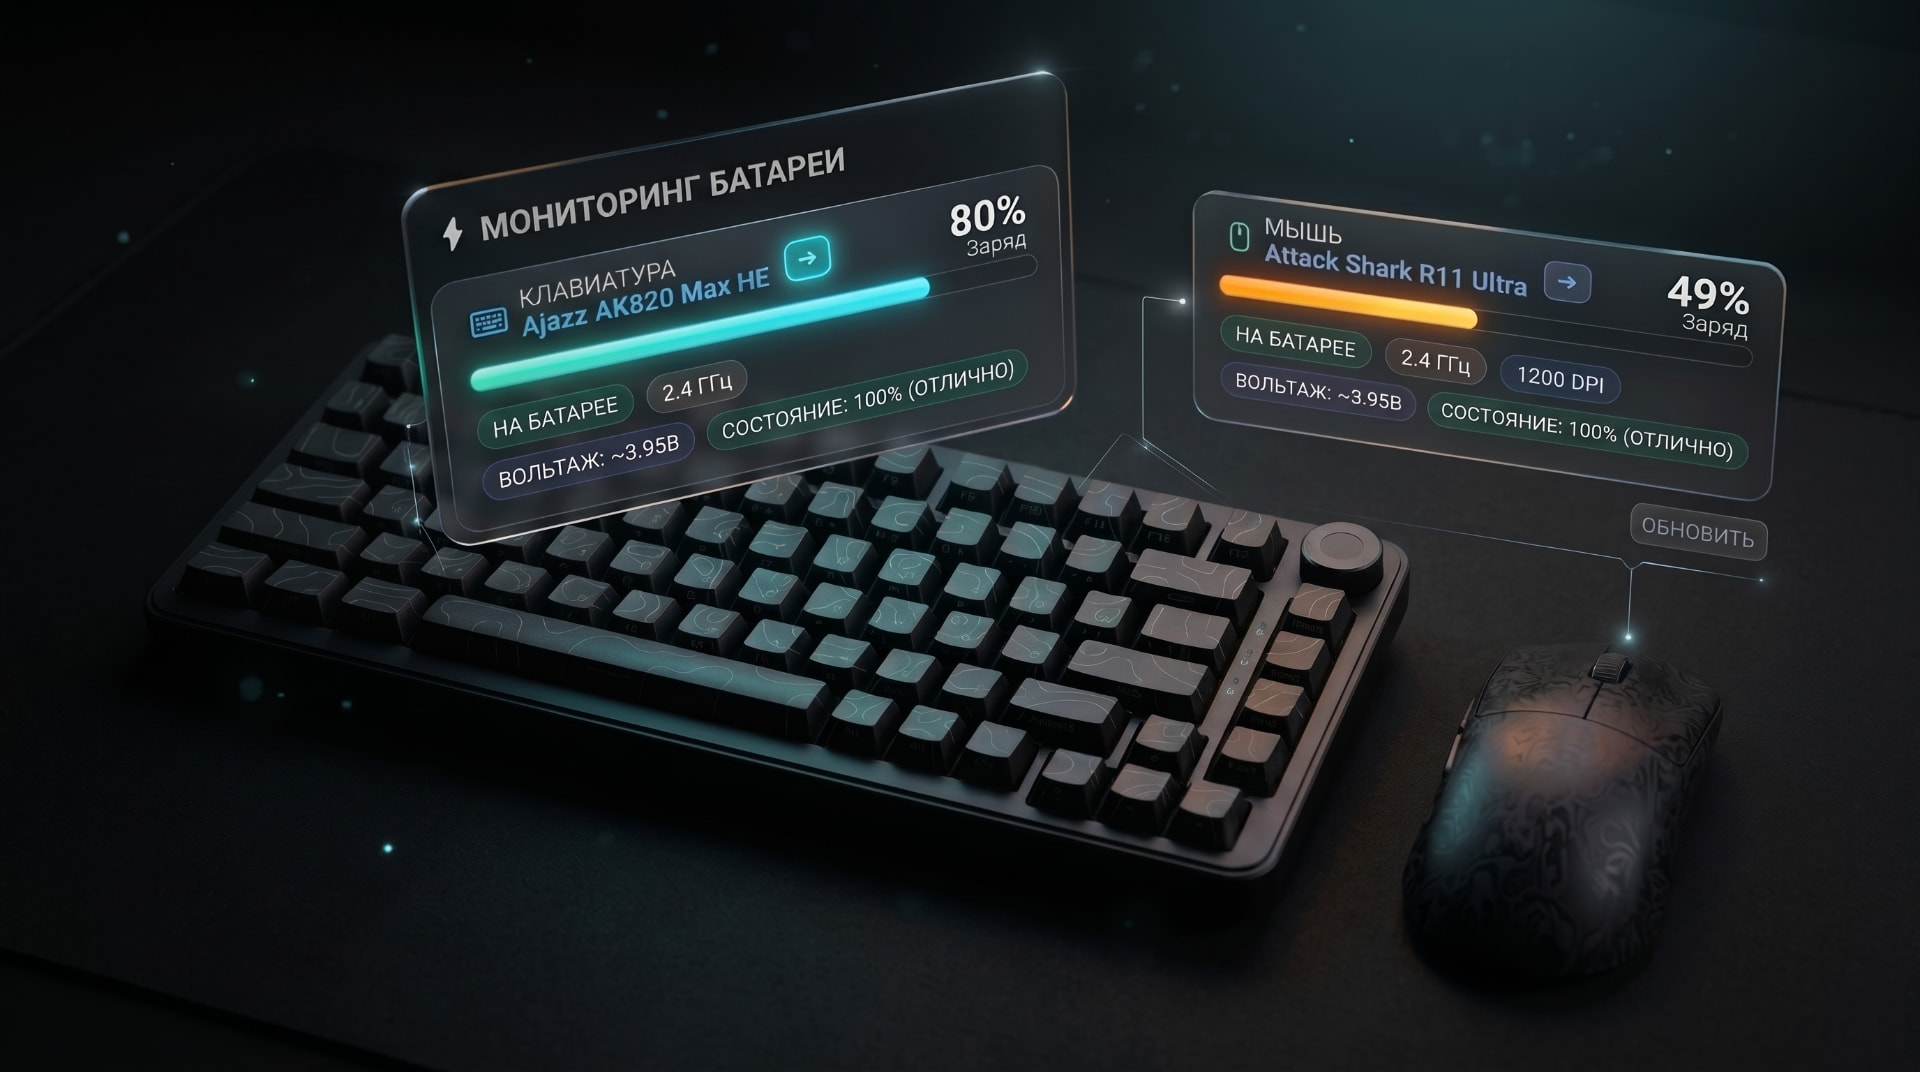 МОНИТОРИНГ БАТАРЕИ
КЛАВИАТУРА
Ajazz AK820 Max HE
80%
Заряд
НА БАТАРЕЕ
2.4 ГГц
ВОЛЬТАЖ: ~3.95В
СОСТОЯНИЕ: 100% (ОТЛИЧНО)
МЫШЬ
Attack Shark R11 Ultra
49%
Заряд
НА БАТАРЕЕ
2.4 ГГц
1200 DPI
ВОЛЬТАЖ: ~3.95В
СОСТОЯНИЕ: 100% (ОТЛИЧНО)
ОБНОВИТЬ